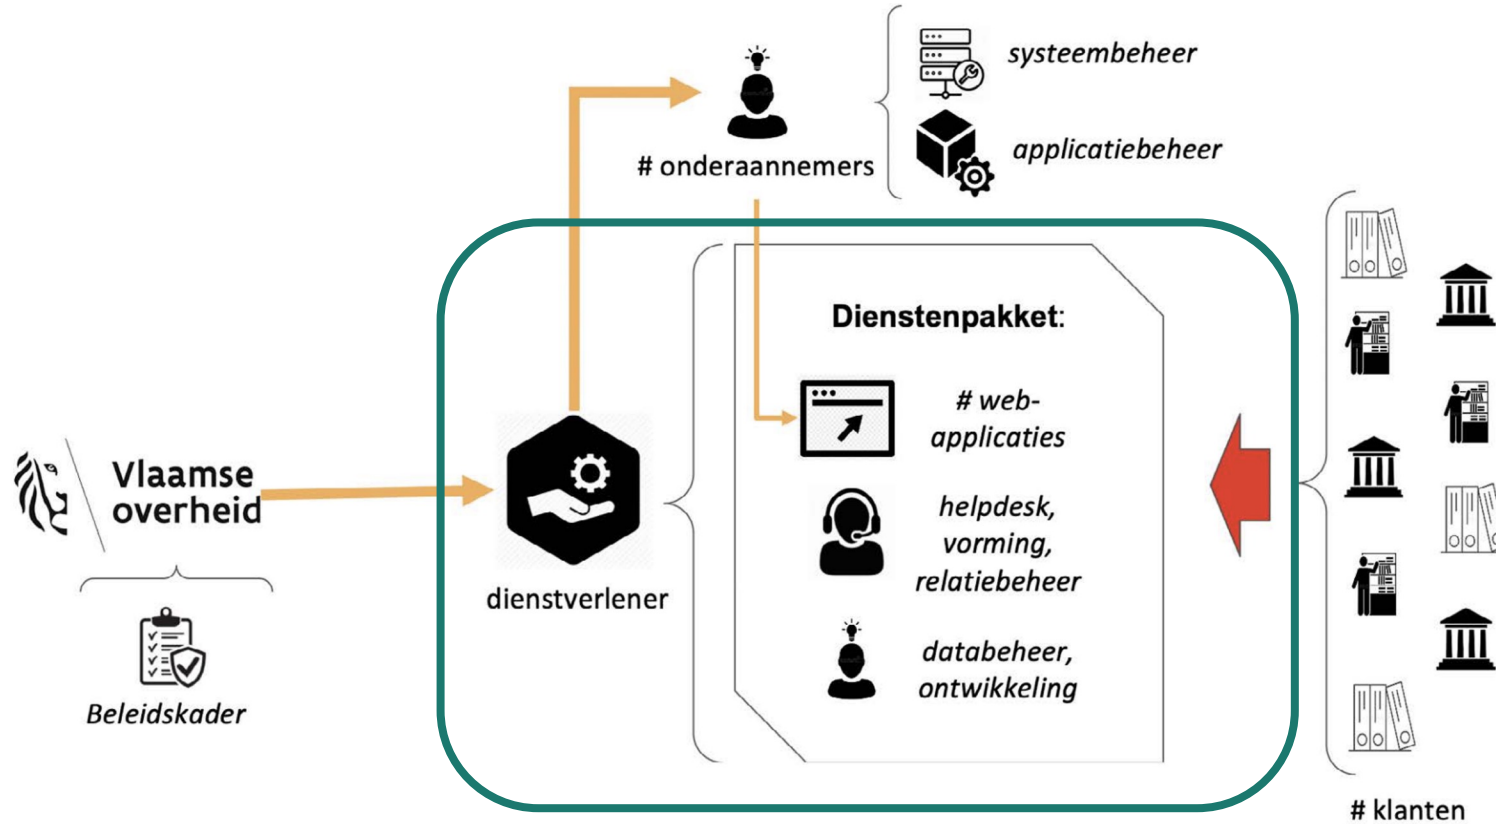 systeembeheer
applicatiebeheer
# onderaannemers
Dienstenpakket:
# web-
applicaties
helpdesk,
vorming,
relatiebeheer
databeheer,
ontwikkeling
Vlaamse
overheid
dienstverlener
Beleidskader
# klanten